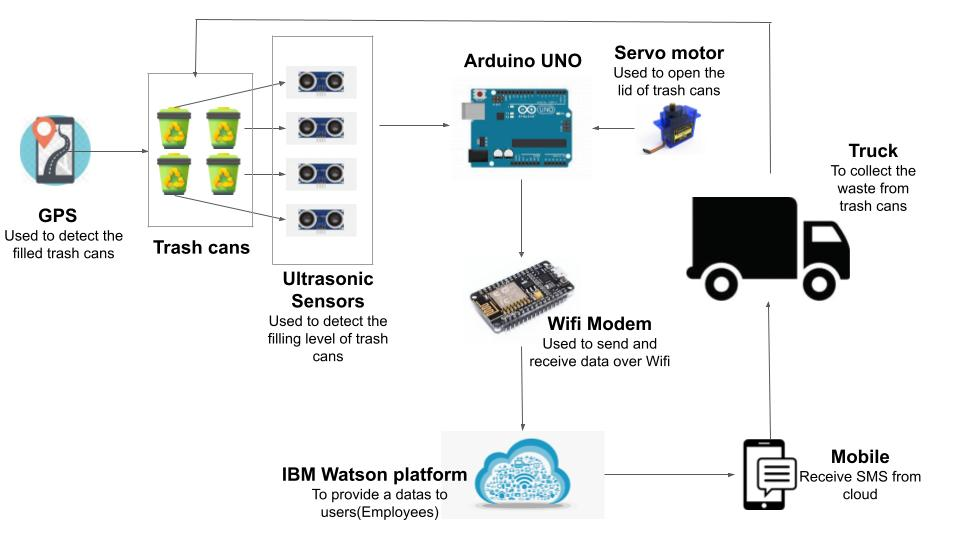 Arduino UNO
Servo motor
Used to open the
lid of trash cans
Truck
To collect the
waste from
trash cans
GPS
Used to detect the
filled trash cans
Trash cans
Ultrasonic
Sensors
Used to detect the
filling level of trash
cans
UNO
Wifi Modem
Used to send and
receive data over Wifi
IBM Watson platform
To provide a datas to
users(Employees)
Mobile
Receive SMS from
cloud